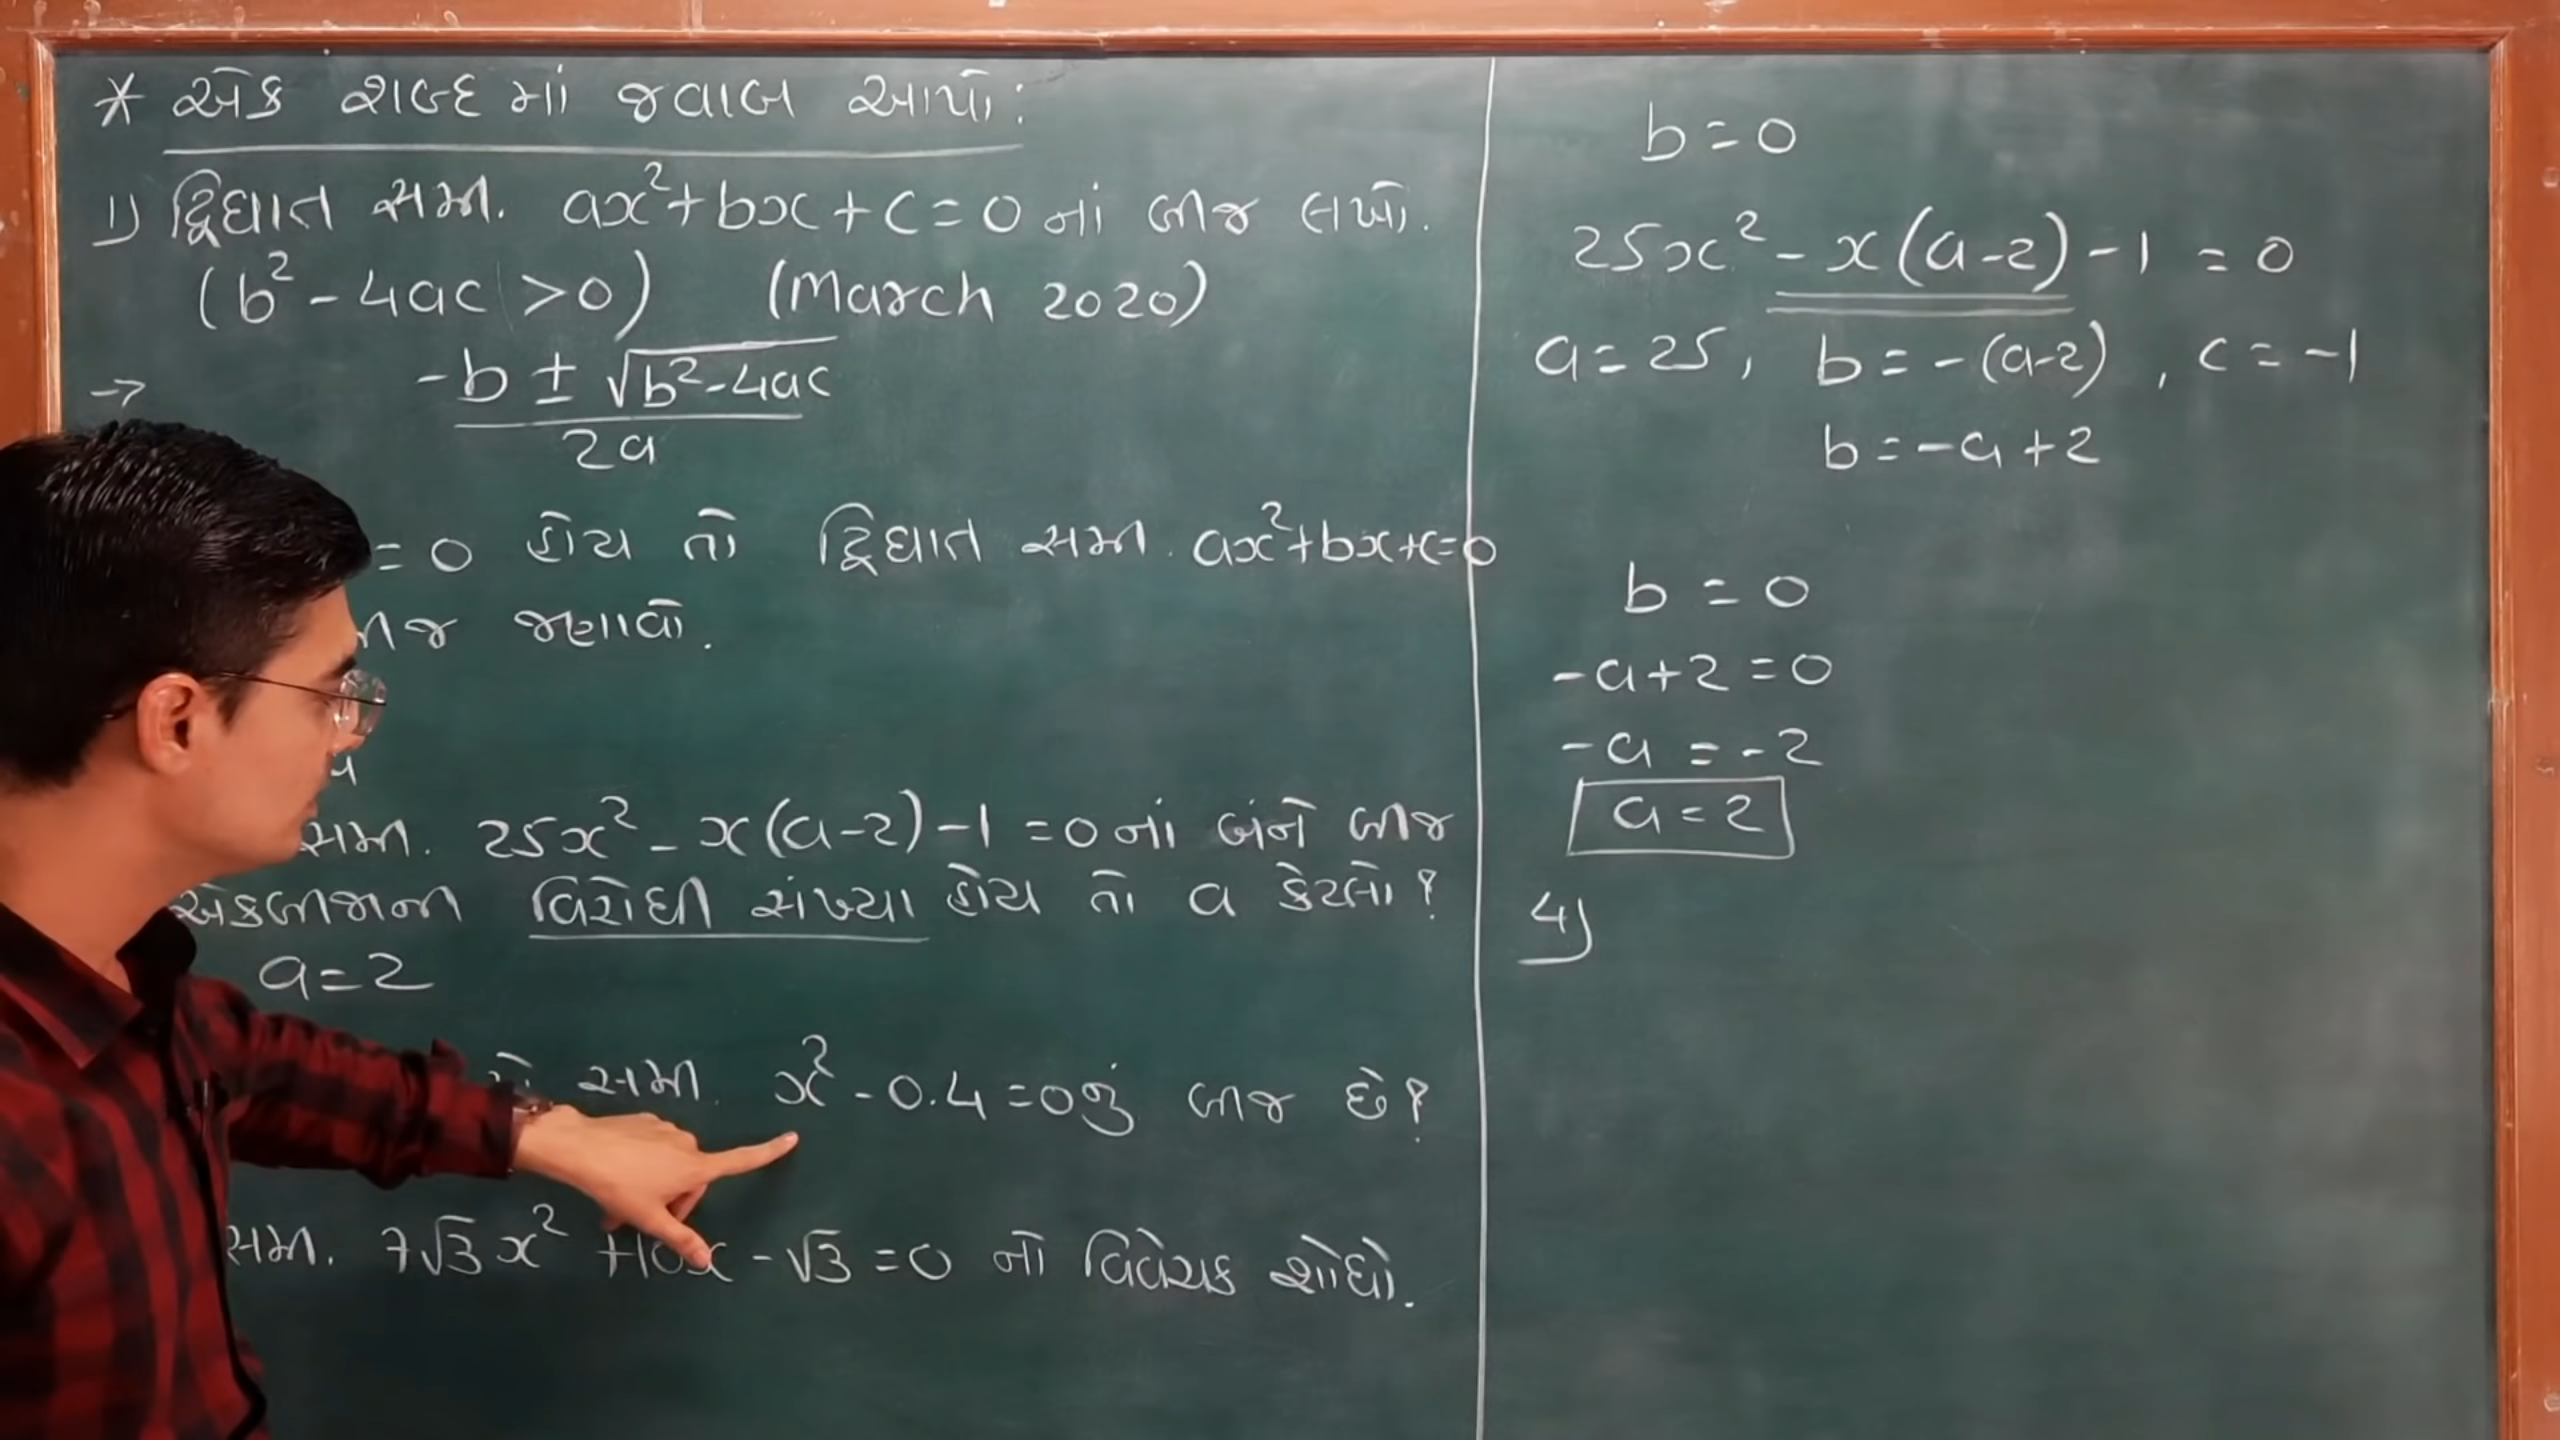 * એક શબ્દ માં જવાબ આપો:
1) દ્વિઘાત સમી. ax²+bx+c=0 નાં બીજ લખો.
(b²-4ac>0) (March 2020)
→ -b ± √b²-4ac
2a
= 0 હોય તો દ્વિઘાત સમી. ax²+bx+c=0
બીજ જણાવો.
સમી. 25x² - x(a-2)-1 =0 નાં બંને બીજ
એકબીજાના વિરોધી સંખ્યા હોય તો a કેટલો?
a=2
સમી. x² -0.4=0નું બીજ છે?
સમી. 7√3x² +10x -√3 =0 નો વિવેચક શોધો.
b=0
25x² - x(a-2) -1 = 0
a=25, b=-(a-2), c=-1
b=-a+2
b = 0
-a+2=0
-a = -2
a=2
4)